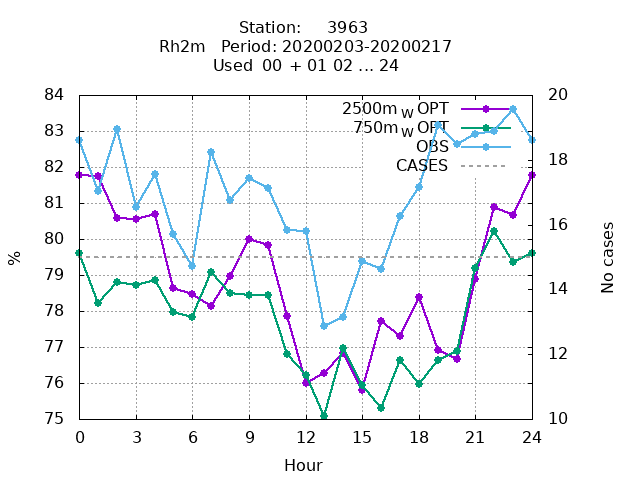 Station: 3963
Rh2m Period: 20200203-20200217
Used 00 + 01 02 ... 24
84
83
82
81
80
79
78
77
76
75
%
20
18
16
14
12
10
No cases
2500m W OPT
750m W OPT
OBS
CASES
0 3 6 9 12 15 18 21 24
Hour